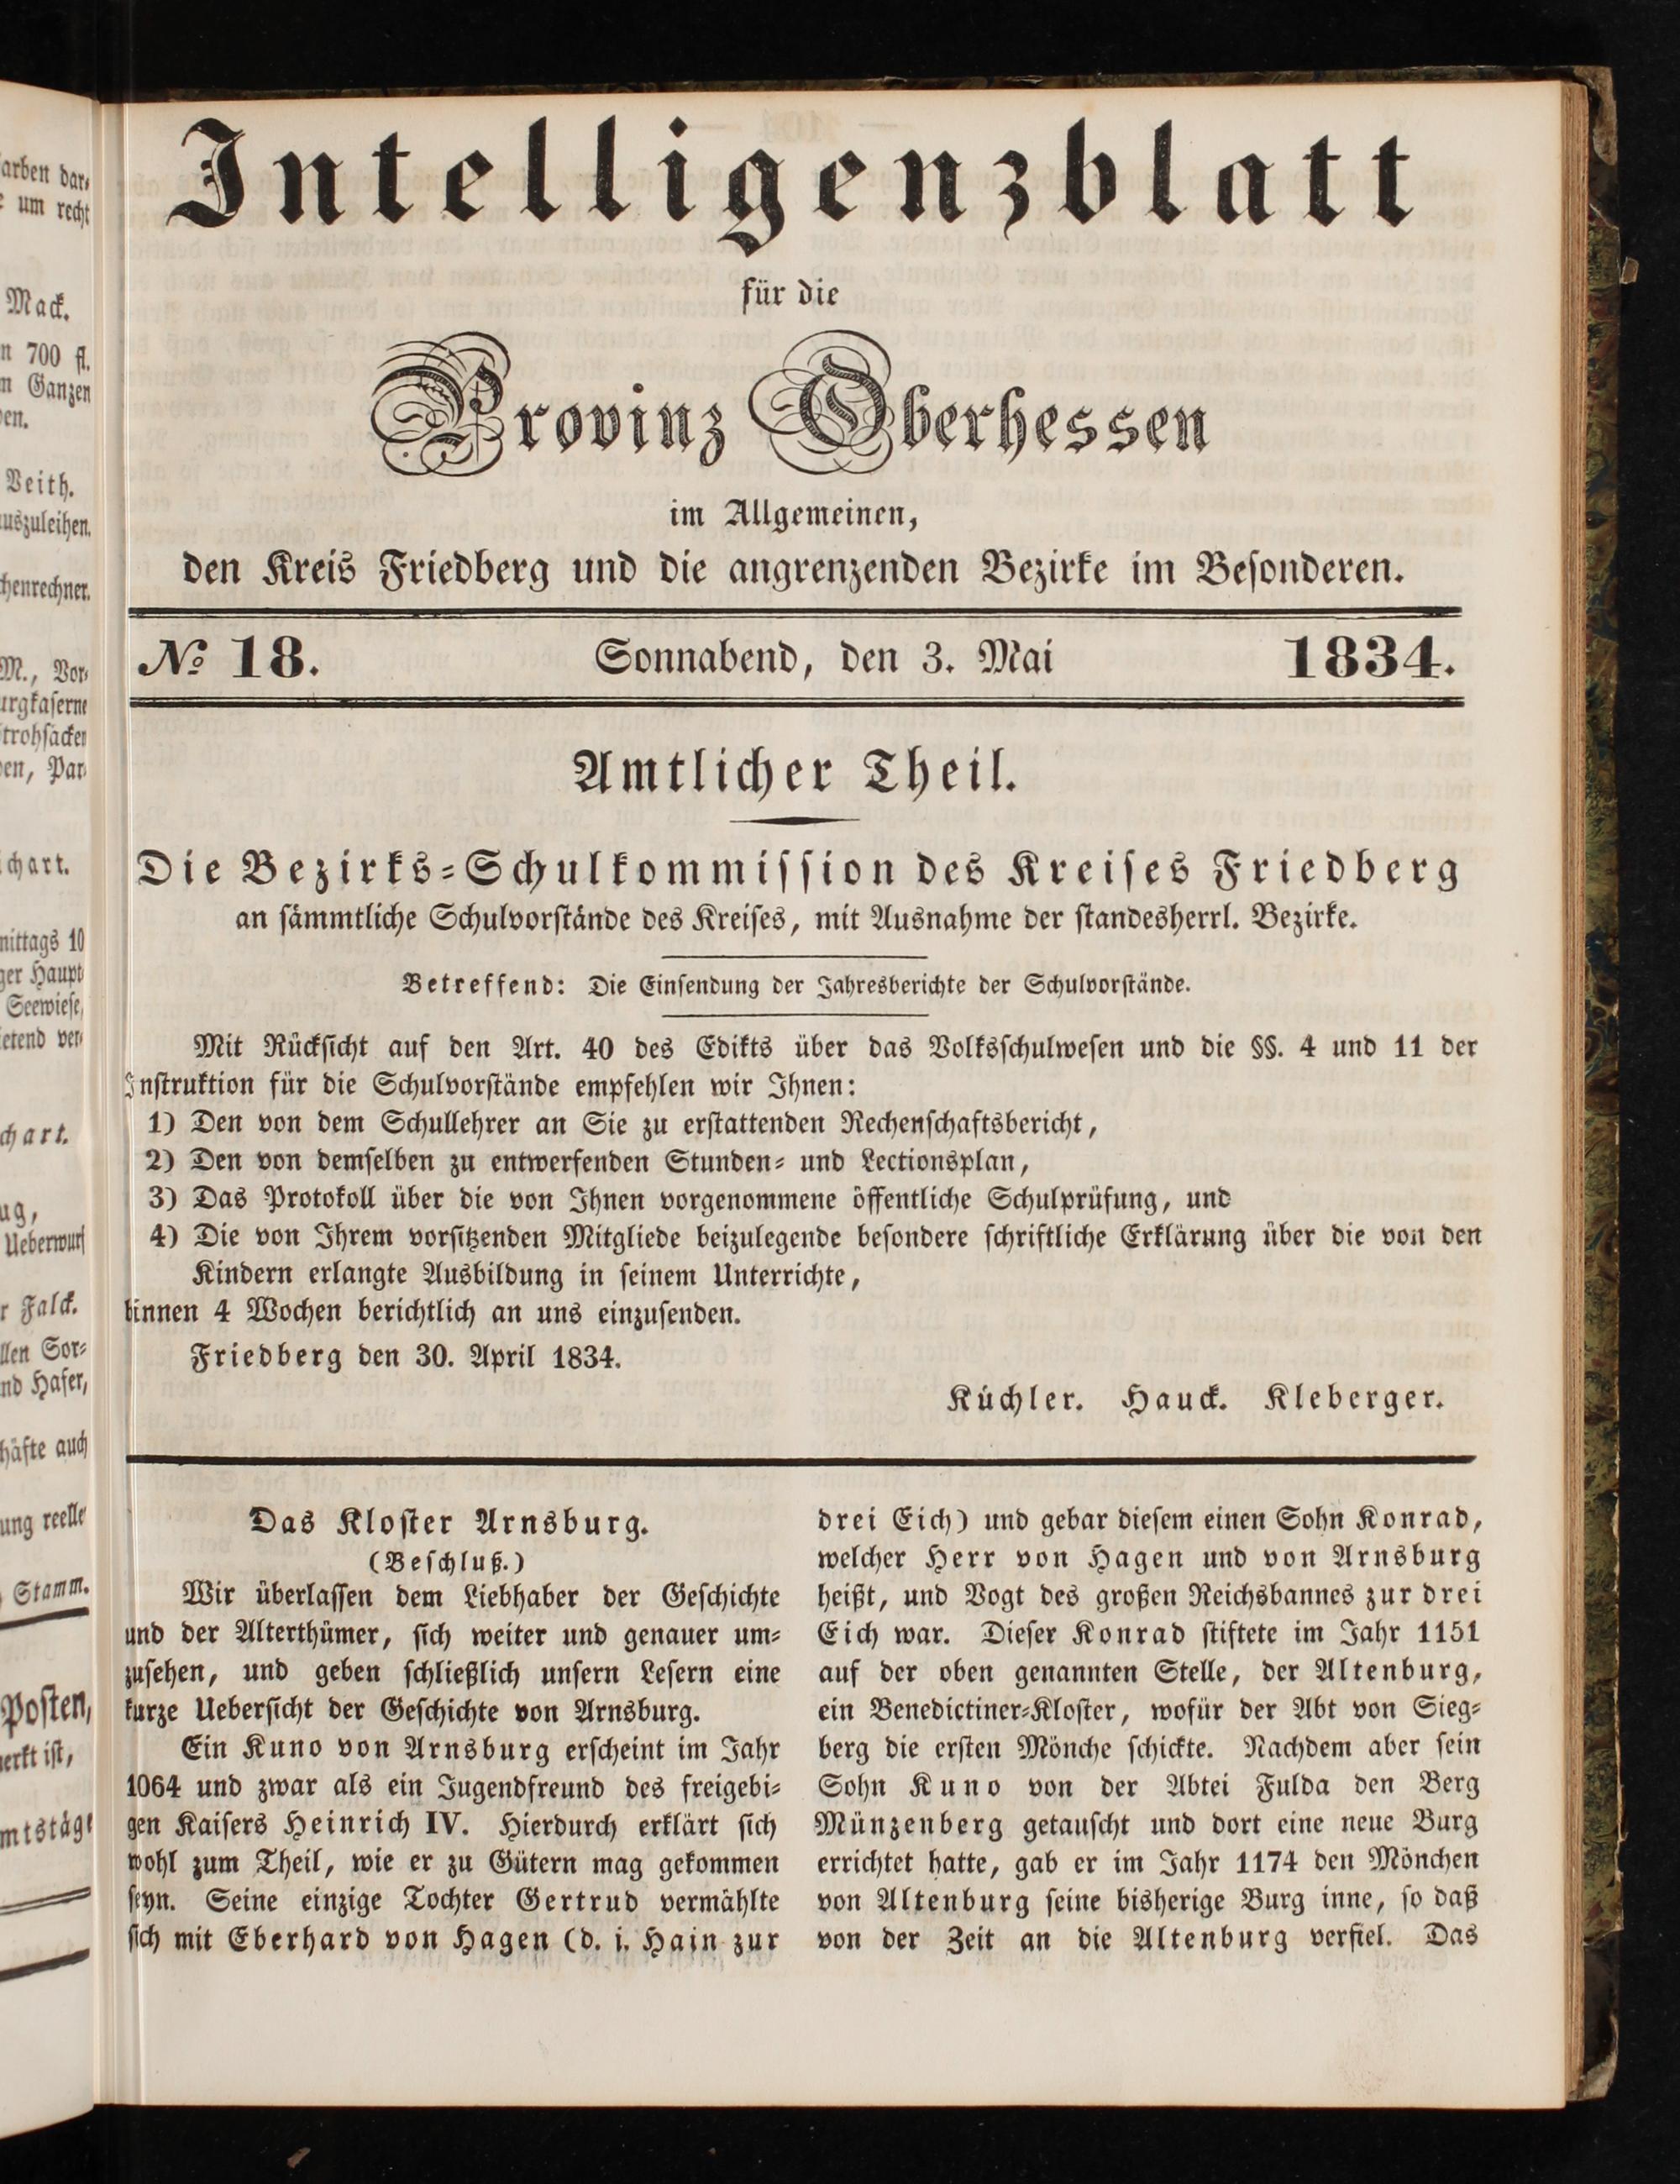 Intelligenzblatt
für die
Provinz Oberhessen
im Allgemeinen,
den Kreis Friedberg und die angrenzenden Bezirke im Besonderen.
№ 18. Sonnabend, den 3. Mai 1834.
Amtlicher Theil.
Die Bezirks-Schulkommission des Kreises Friedberg
an sämmtliche Schulvorstände des Kreises, mit Ausnahme der standesherrl. Bezirke.
Betreffend: Die Einsendung der Jahresberichte der Schulvorstände.
Mit Rücksicht auf den Art. 40 des Edikts über das Volksschulwesen und die §§. 4 und 11 der
Instruktion für die Schulvorstände empfehlen wir Ihnen:
1) Den von dem Schullehrer an Sie zu erstattenden Rechenschaftsbericht,
2) Den von demselben zu entwerfenden Stunden- und Lectionsplan,
3) Das Protokoll über die von Ihnen vorgenommene öffentliche Schulprüfung, und
4) Die von Ihrem vorsitzenden Mitgliede beizulegende besondere schriftliche Erklärung über die von den
Kindern erlangte Ausbildung in seinem Unterrichte,
binnen 4 Wochen berichtlich an uns einzusenden.
Friedberg den 30. April 1834.
Küchler. Hauck. Kleberger.
Das Kloster Arnsburg.
(Beschluß.)
Wir überlassen dem Liebhaber der Geschichte
und der Alterthümer, sich weiter und genauer um-
zusehen, und geben schließlich unsern Lesern eine
kurze Uebersicht der Geschichte von Arnsburg.
Ein Kuno von Arnsburg erscheint im Jahr
1064 und zwar als ein Jugendfreund des freigebi-
gen Kaisers Heinrich IV. Hierdurch erklärt sich
wohl zum Theil, wie er zu Gütern mag gekommen
seyn. Seine einzige Tochter Gertrud vermählte
sich mit Eberhard von Hagen (d. i. Hain zur
drei Eich) und gebar diesem einen Sohn Konrad,
welcher Herr von Hagen und von Arnsburg
heißt, und Vogt des großen Reichsbannes zur drei
Eich war. Dieser Konrad stiftete im Jahr 1151
auf der oben genannten Stelle, der Altenburg,
ein Benedictiner-Kloster, wofür der Abt von Sieg-
berg die ersten Mönche schickte. Nachdem aber sein
Sohn Kuno von der Abtei Fulda den Berg
Münzenberg getauscht und dort eine neue Burg
errichtet hatte, gab er im Jahr 1174 den Mönchen
von Altenburg seine bisherige Burg inne, so daß
von der Zeit an die Altenburg verfiel. Das